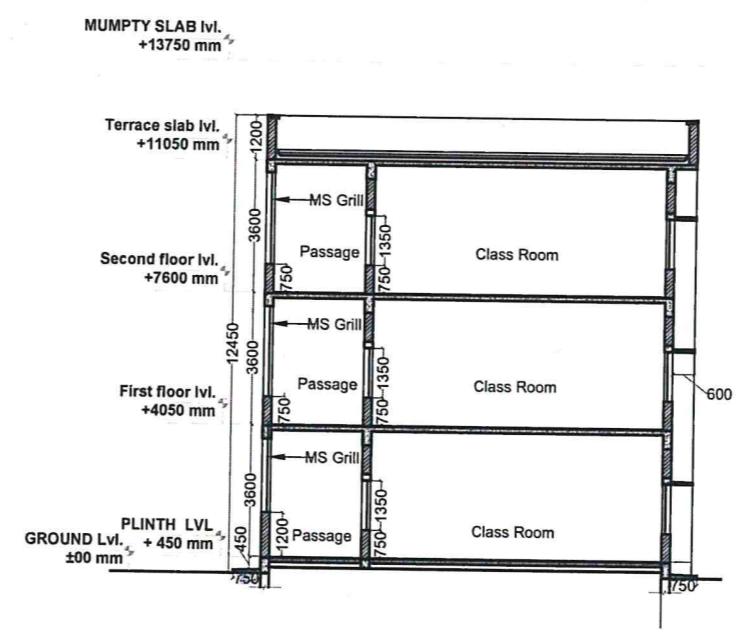 MUMPTY SLAB lvl.
+13750 mm
Terrace slab lvl.
+11050 mm
1200
MS Grill
3600
1350
Passage
Class Room
Second floor lvl.
+7600 mm
750
750
MS Grill
12450
3600
1350
Passage
Class Room
First floor lvl.
+4050 mm
600
750
750
MS Grill
3600
1350
PLINTH LVL
+ 450 mm
GROUND Lvl.
±00 mm
450
1200
Passage
750
Class Room
750
750